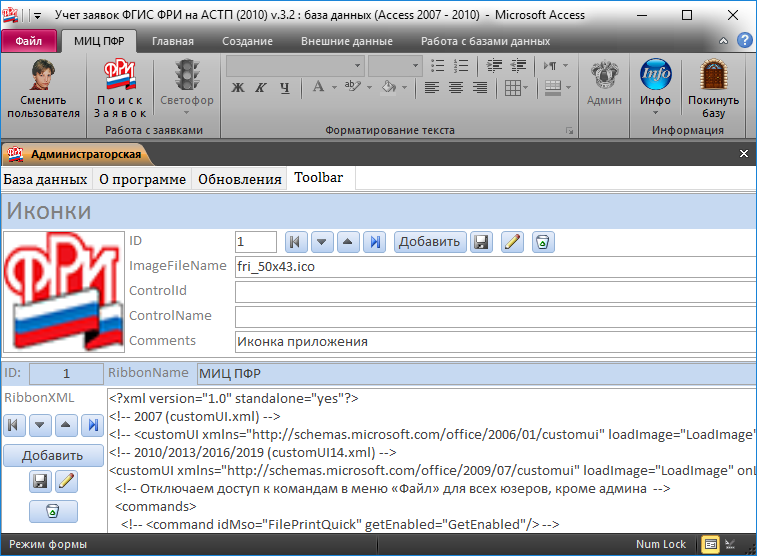 Учет заявок ФГИС ФРИ на АСТП (2010) v.3.2 : база данных (Access 2007 - 2010) - Microsoft Access
Файл МИЦ ПФР Главная Создание Внешние данные Работа с базами данных
Сменить пользователя
ФРИ
Поиск Заявок
Светофор
Ж К Ч А
Админ
Info
Инфо
Покинуть базу
Работа с заявками Форматирование текста Информация
ФРИ Администраторская
База данных О программе Обновления Toolbar
Иконки
ФРИ
ID 1 Добавить
ImageFileName fri_50x43.ico
ControlId
ControlName
Comments Иконка приложения
ID: 1 RibbonName МИЦ ПФР
RibbonXML
Добавить
<?xml version="1.0" standalone="yes"?>
<!-- 2007 (customUI.xml) -->
<!-- <customUI xmlns="http://schemas.microsoft.com/office/2006/01/customui" loadImage="LoadImage"
<!-- 2010/2013/2016/2019 (customUI14.xml) -->
<customUI xmlns="http://schemas.microsoft.com/office/2009/07/customui" loadImage="LoadImage" onL
<!-- Отключаем доступ к командам в меню «Файл» для всех юзеров, кроме админа -->
<commands>
<!-- <command idMso="FilePrintQuick" getEnabled="GetEnabled"/> -->
Режим формы Num Lock